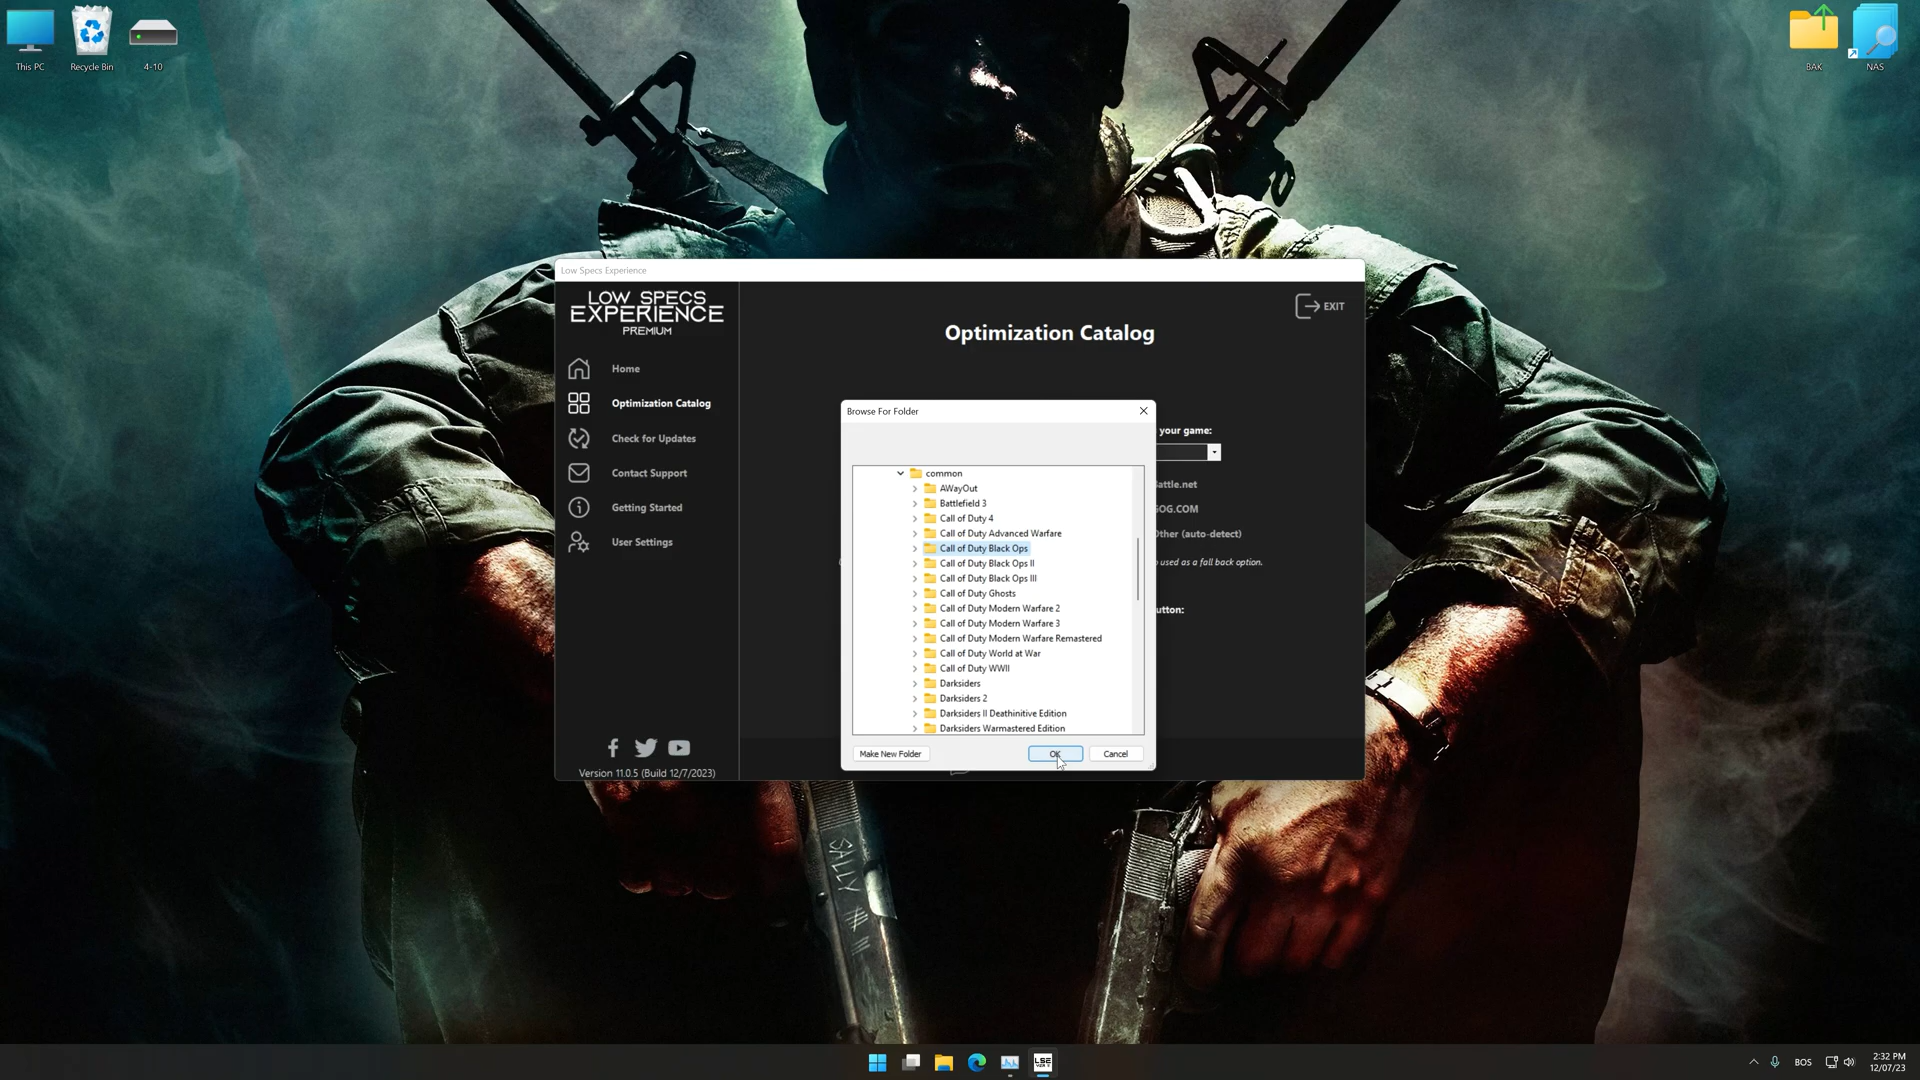 This PC
Recycle Bin
4-10
BAK
NAS
Low Specs Experience
LOW SPECS
EXPERIENCE
PREMIUM
EXIT
Optimization Catalog
Home
Optimization Catalog
Check for Updates
Contact Support
Getting Started
User Settings
Version 11.0.5 (Build 12/7/2023)
your game:
attle.net
OG.COM
ther (auto-detect)
used as a fall back option.
utton:
Browse For Folder
common
AWayOut
Battlefield 3
Call of Duty 4
Call of Duty Advanced Warfare
Call of Duty Black Ops
Call of Duty Black Ops II
Call of Duty Black Ops III
Call of Duty Ghosts
Call of Duty Modern Warfare 2
Call of Duty Modern Warfare 3
Call of Duty Modern Warfare Remastered
Call of Duty World at War
Call of Duty WWII
Darksiders
Darksiders 2
Darksiders II Deathinitive Edition
Darksiders Warmastered Edition
Make New Folder
OK
Cancel
SALLY
LSE
BOS
2:32 PM
12/07/23